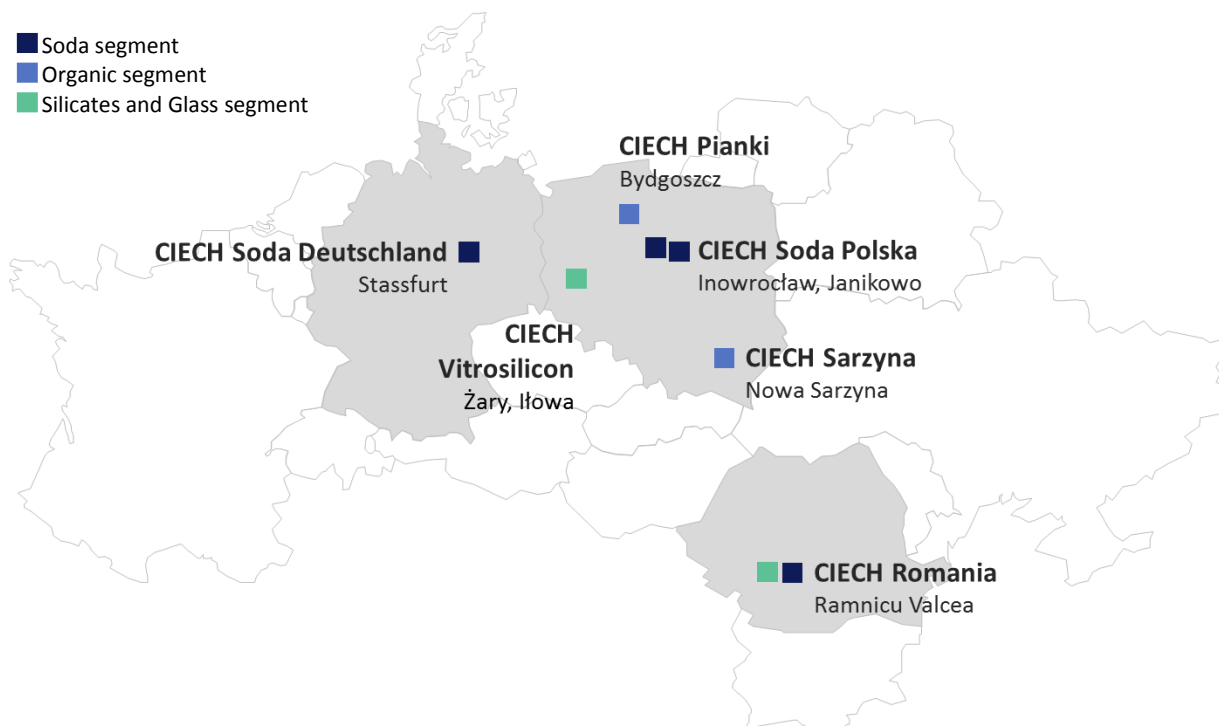 Soda segment
Organic segment
Silicates and Glass segment
CIECH Pianki
Bydgoszcz
CIECH Soda Deutschland
Stassfurt
CIECH Soda Polska
Inowrocław, Janikowo
CIECH
Vitrosilicon
Żary, Iłowa
CIECH Sarzyna
Nowa Sarzyna
CIECH Romania
Ramnicu Valcea